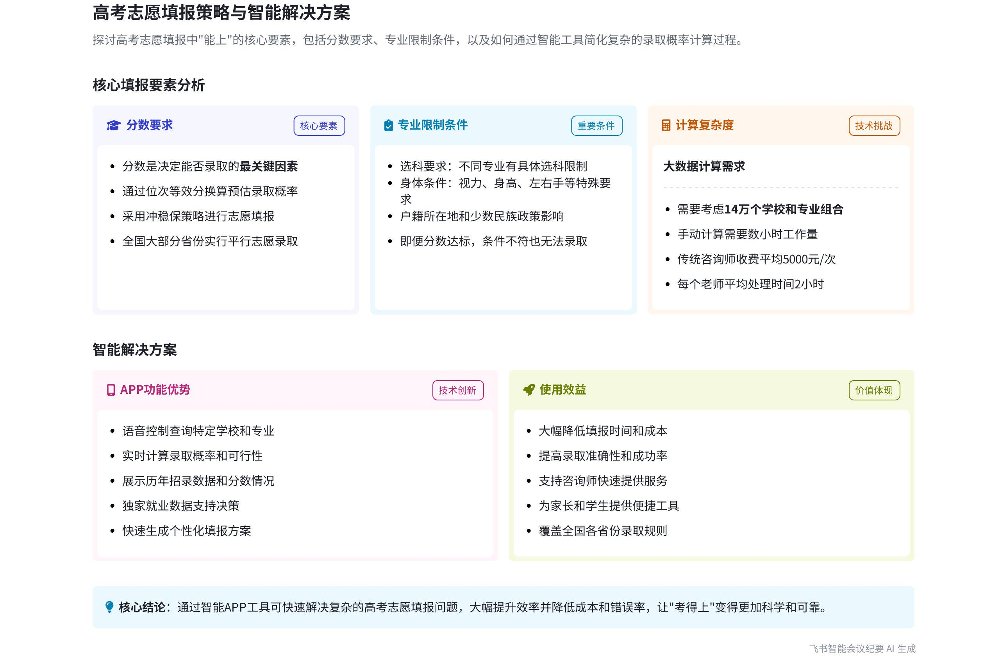 高考志愿填报策略与智能解决方案
探讨高考志愿填报中"能上"的核心要素，包括分数要求、专业限制条件，以及如何通过智能工具简化复杂的录取概率计算过程。
核心填报要素分析
分数要求
核心要素
分数是决定能否录取的最关键因素
通过位次等效分换算预估录取概率
采用冲稳保策略进行志愿填报
全国大部分省份实行平行志愿录取
专业限制条件
重要条件
选科要求：不同专业有具体选科限制
身体条件：视力、身高、左右手等特殊要
求
户籍所在地和少数民族政策影响
即便分数达标，条件不符也无法录取
计算复杂度
技术挑战
大数据计算需求
需要考虑14万个学校和专业组合
手动计算需要数小时工作量
传统咨询师收费平均5000元/次
每个老师平均处理时间2小时
智能解决方案
APP功能优势
技术创新
语音控制查询特定学校和专业
实时计算录取概率和可行性
展示历年招录数据和分数情况
独家就业数据支持决策
快速生成个性化填报方案
使用效益
价值体现
大幅降低填报时间和成本
提高录取准确性和成功率
支持咨询师快速提供服务
为家长和学生提供便捷工具
覆盖全国各省份录取规则
核心结论：通过智能APP工具可快速解决复杂的高考志愿填报问题，大幅提升效率并降低成本和错误率，让"考得上"变得更加科学和可靠。
飞书智能会议纪要 AI 生成